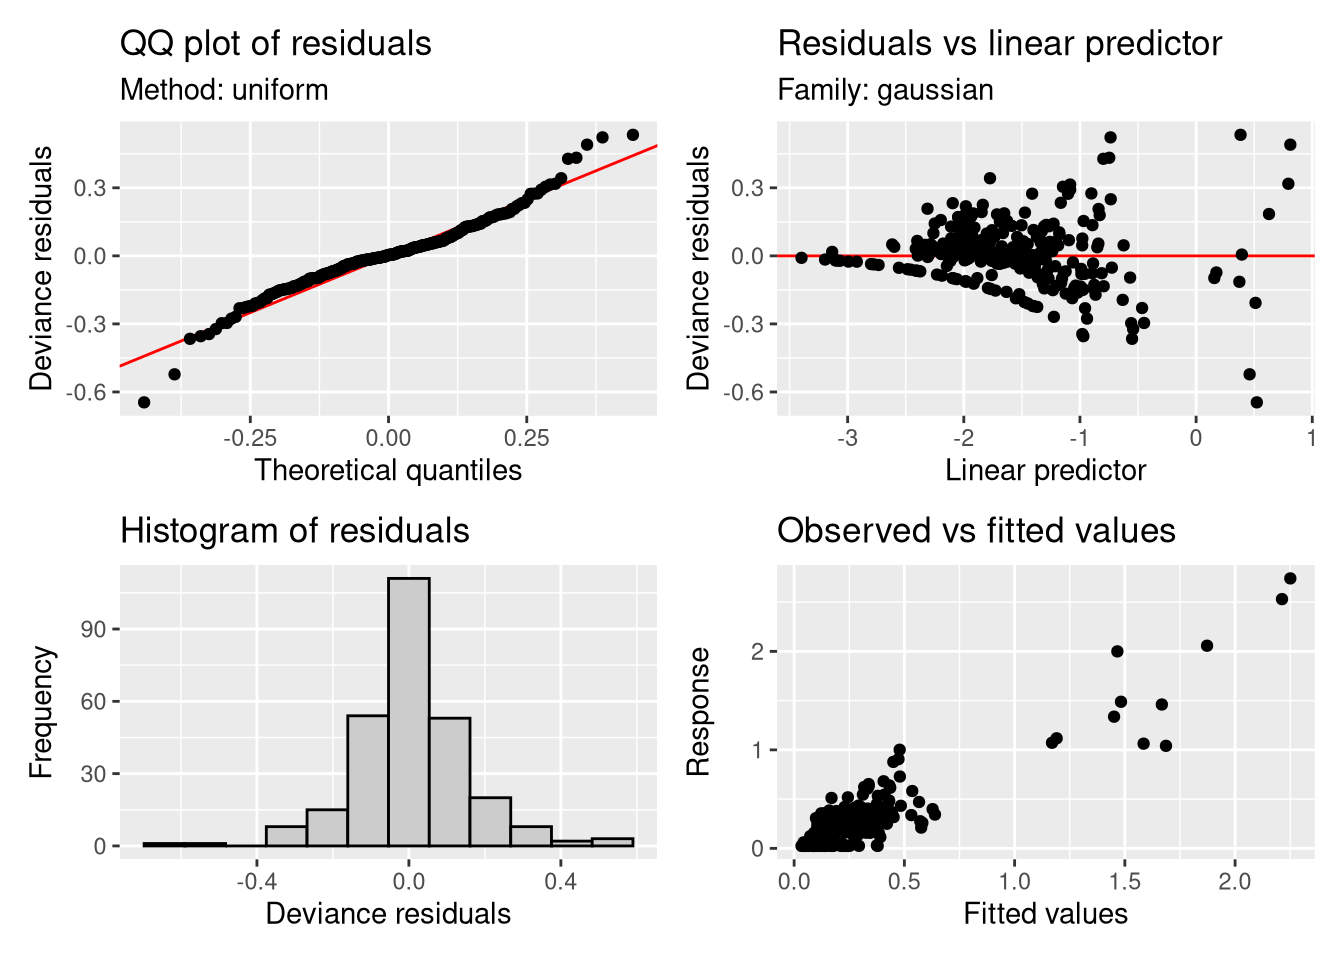 QQ plot of residuals
Method: uniform
Deviance residuals
0.3
0.0
-0.3
-0.6
-0.25
0.00
0.25
Theoretical quantiles
Residuals vs linear predictor
Family: gaussian
Deviance residuals
0.3
0.0
-0.3
-0.6
-3
-2
-1
0
1
Linear predictor
Histogram of residuals
Frequency
90
60
30
0
-0.4
0.0
0.4
Deviance residuals
Observed vs fitted values
Response
2
1
0
0.0
0.5
1.0
1.5
2.0
Fitted values